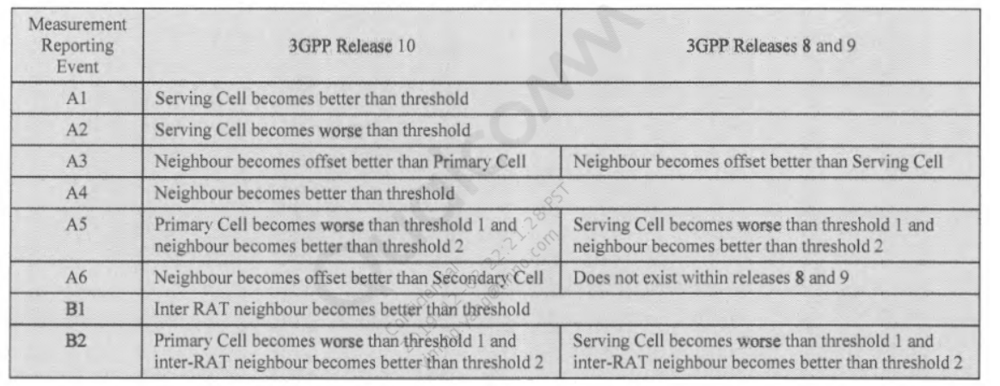 Measurement
Reporting
Event
3GPP Release 10
3GPP Releases 8 and 9
A1
Serving Cell becomes better than threshold
A2
Serving Cell becomes worse than threshold
A3
Neighbour becomes offset better than Primary Cell
Neighbour becomes offset better than Serving Cell
A4
Neighbour becomes better than threshold
A5
Primary Cell becomes worse than threshold 1 and
neighbour becomes better than threshold 2
Serving Cell becomes worse than threshold 1 and
neighbour becomes better than threshold 2
A6
Neighbour becomes offset better than Secondary Cell
Does not exist within releases 8 and 9
B1
Inter RAT neighbour becomes better than threshold
B2
Primary Cell becomes worse than threshold 1 and
inter-RAT neighbour becomes better than threshold 2
Serving Cell becomes worse than threshold 1 and
inter-RAT neighbour becomes better than threshold 2